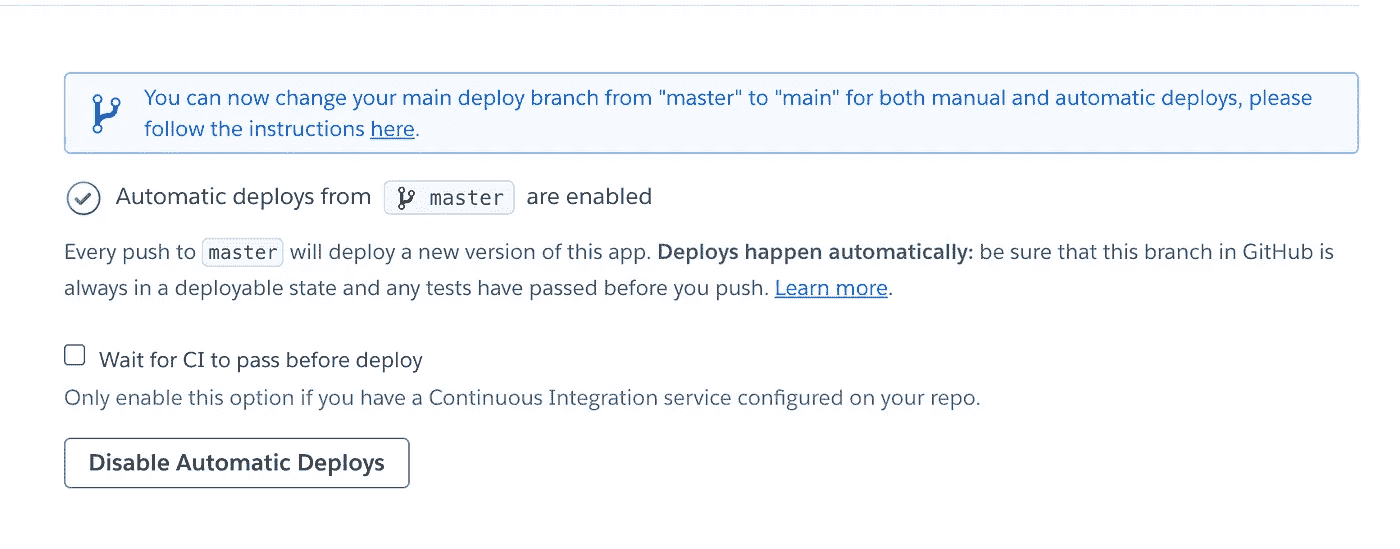 You can now change your main deploy branch from "master" to "main" for both manual and automatic deploys, please
follow the instructions here.
Automatic deploys from master are enabled
Every push to master will deploy a new version of this app. Deploys happen automatically: be sure that this branch in GitHub is
always in a deployable state and any tests have passed before you push. Learn more.
Wait for CI to pass before deploy
Only enable this option if you have a Continuous Integration service configured on your repo.
Disable Automatic Deploys